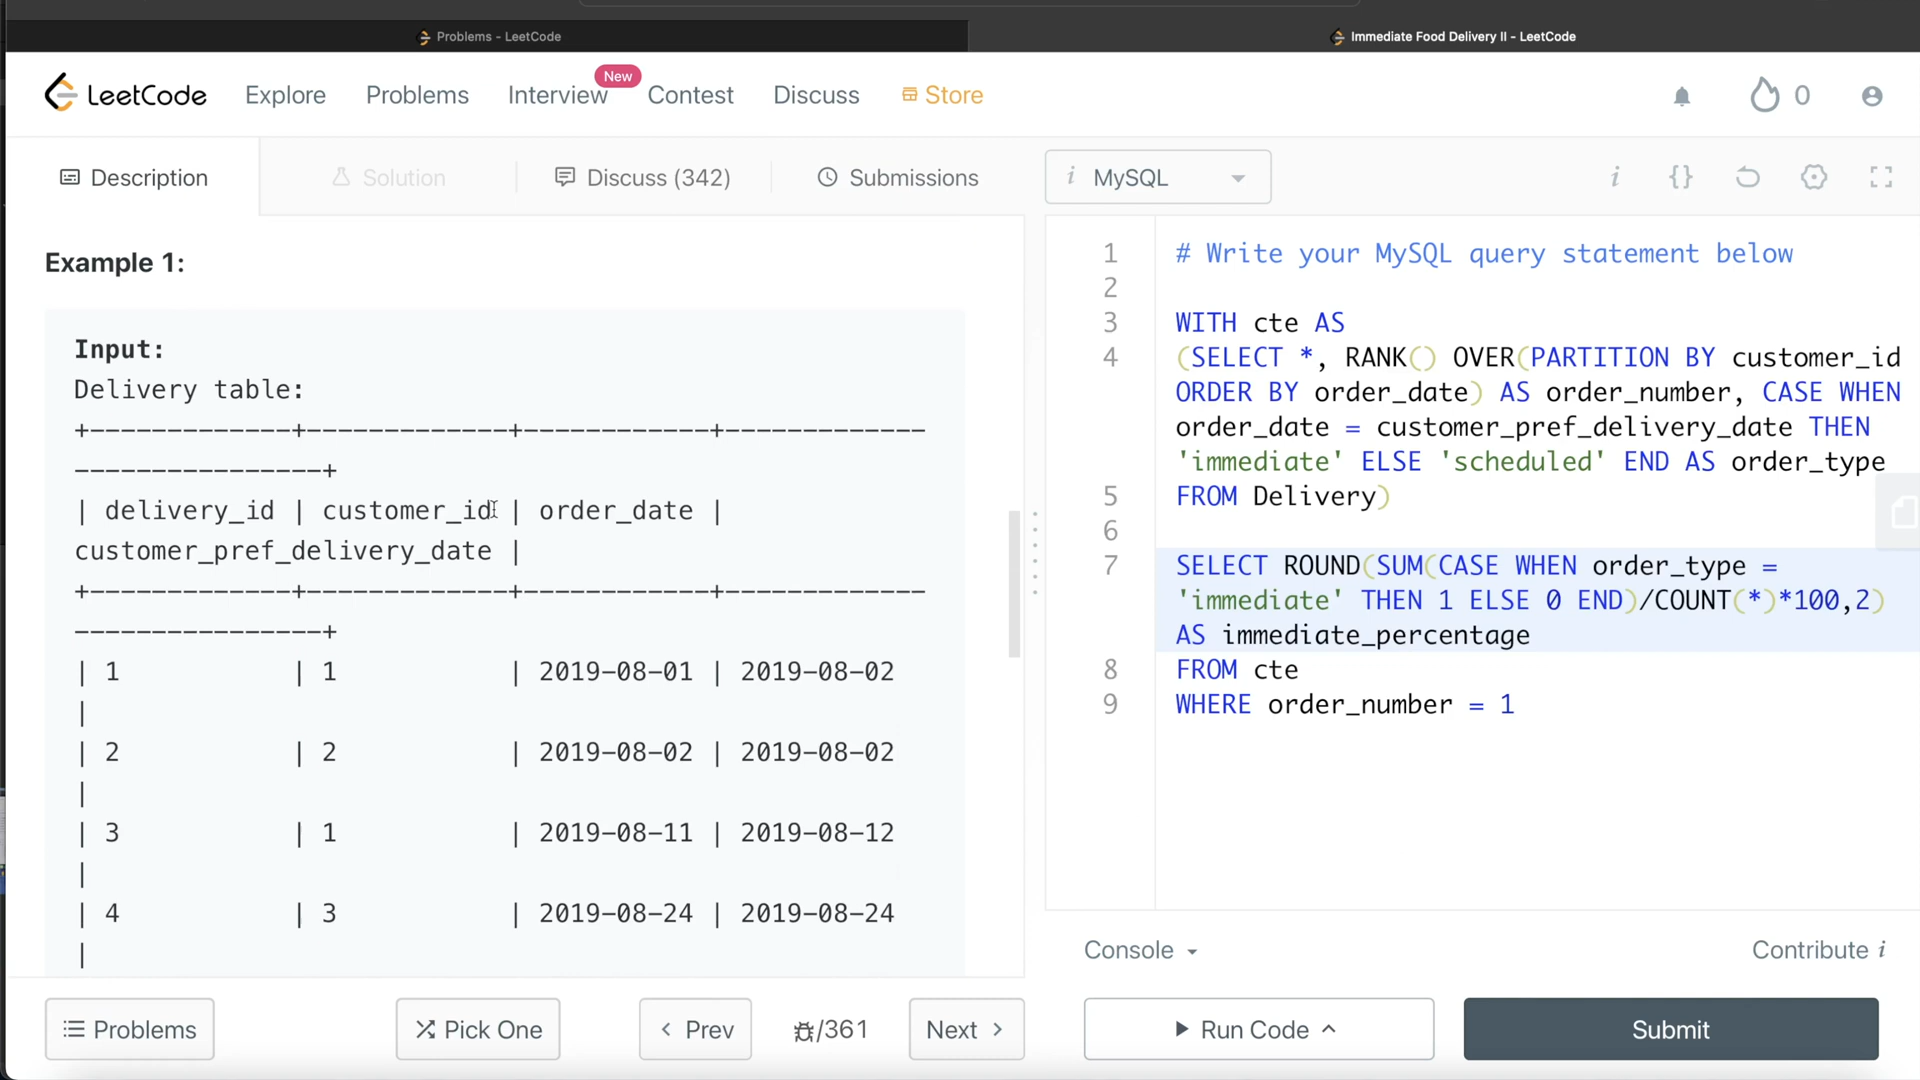 Problems - LeetCode
Immediate Food Delivery II - LeetCode
LeetCode
Explore
Problems
Interview
New
Contest
Discuss
Store
0
Description
Solution
Discuss (342)
Submissions
i MySQL
i
{}
Example 1:
Input:
Delivery table:
+-------------+-------------+------------+-------------
----------------+
| delivery_id | customer_id | order_date |
customer_pref_delivery_date |
+-------------+-------------+------------+-------------
----------------+
| 1 | 1 | 2019-08-01 | 2019-08-02
|
| 2 | 2 | 2019-08-02 | 2019-08-02
|
| 3 | 1 | 2019-08-11 | 2019-08-12
|
| 4 | 3 | 2019-08-24 | 2019-08-24
|
1 # Write your MySQL query statement below
2
3 WITH cte AS
4 (SELECT *, RANK() OVER(PARTITION BY customer_id
ORDER BY order_date) AS order_number, CASE WHEN
order_date = customer_pref_delivery_date THEN
'immediate' ELSE 'scheduled' END AS order_type
5 FROM Delivery)
6
7 SELECT ROUND(SUM(CASE WHEN order_type =
'immediate' THEN 1 ELSE 0 END)/COUNT(*)*100,2)
AS immediate_percentage
8 FROM cte
9 WHERE order_number = 1
Console
Contribute i
Problems
Pick One
Prev
/361
Next
Run Code
Submit